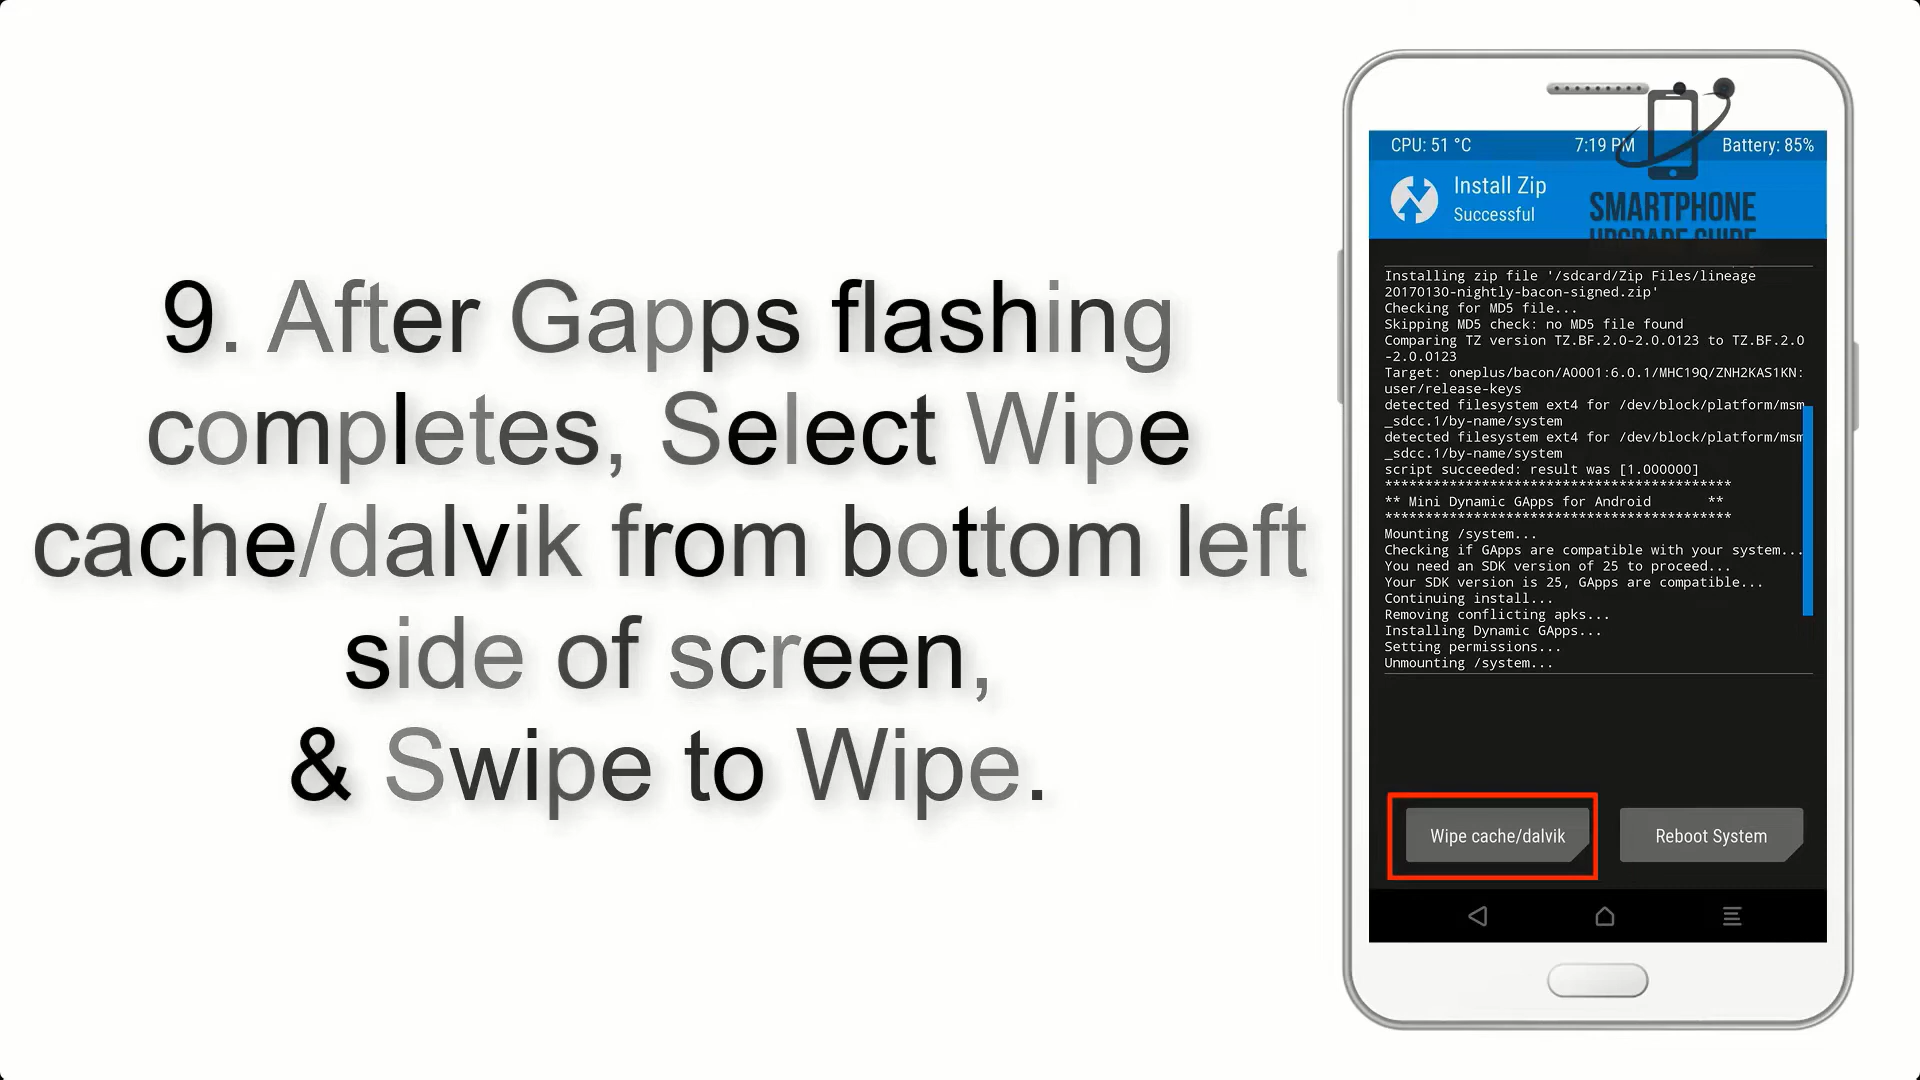 9. After Gapps flashing
completes, Select Wipe
cache/dalvik from bottom left
side of screen,
& Swipe to Wipe.
CPU: 51 °C 7:19 PM Battery: 85%
Install Zip
Successful
SMARTPHONE
UPGRADE GUIDE
Installing zip file '/sdcard/Zip Files/lineage
20170130-nightly-bacon-signed.zip'
Checking for MD5 file...
Skipping MD5 check: no MD5 file found
Comparing TZ version TZ.BF.2.0-2.0.0123 to TZ.BF.2.0
-2.0.0123
Target: oneplus/bacon/A0001:6.0.1/MHC19Q/ZNH2KAS1KN:
user/release-keys
detected filesystem ext4 for /dev/block/platform/msm
_sdcc.1/by-name/system
detected filesystem ext4 for /dev/block/platform/msm
_sdcc.1/by-name/system
script succeeded: result was [1.000000]
*******************************************
** Mini Dynamic GApps for Android **
*******************************************
Mounting /system...
Checking if GApps are compatible with your system...
You need an SDK version of 25 to proceed...
Your SDK version is 25, GApps are compatible...
Continuing install...
Removing conflicting apks...
Installing Dynamic GApps...
Setting permissions...
Unmounting /system...
Wipe cache/dalvik Reboot System